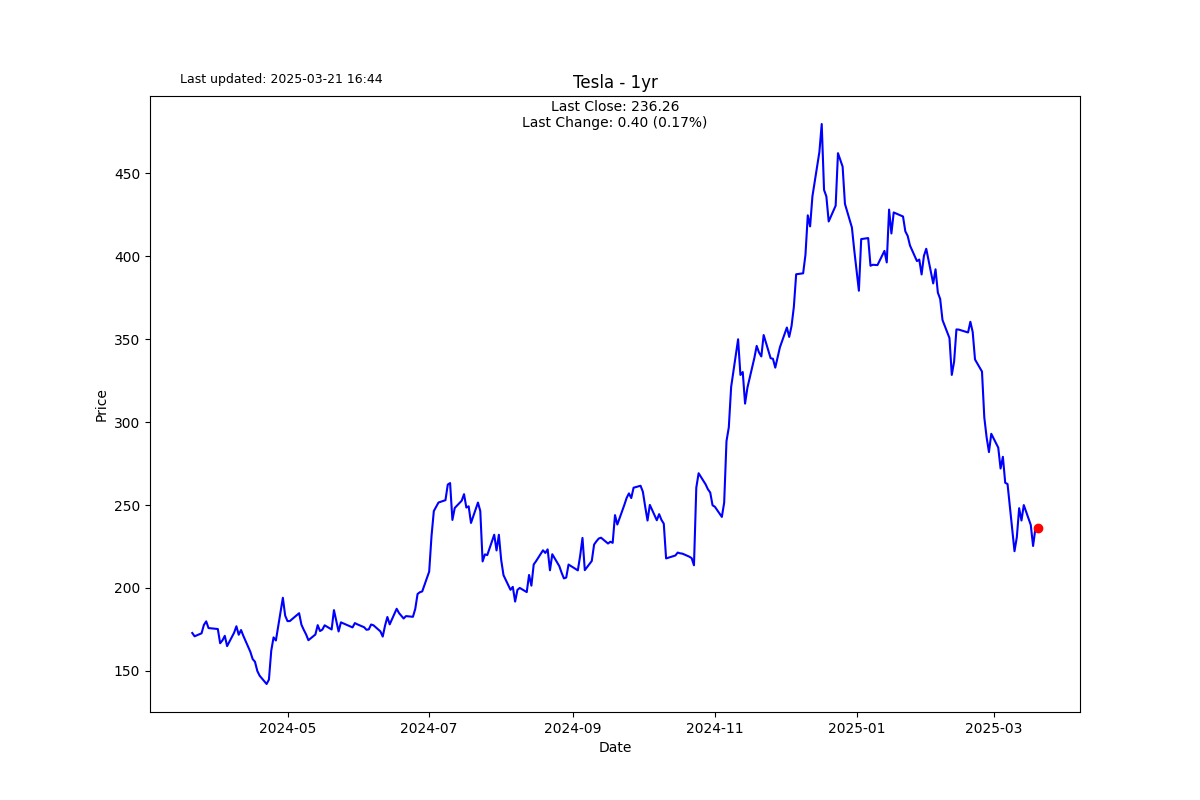 Last updated: 2025-03-21 16:44
Tesla - 1yr
Last Close: 236.26
Last Change: 0.40 (0.17%)
450
400
350
300
250
200
150
Price
2024-05
2024-07
2024-09
2024-11
2025-01
2025-03
Date